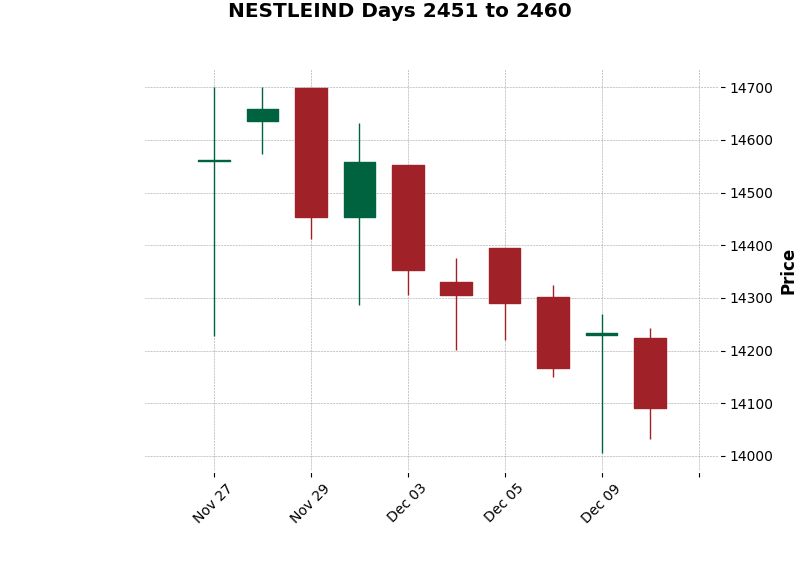 NESTLEIND Days 2451 to 2460
14700
14600
14500
14400
14300
14200
14100
14000
Price
Nov 27
Nov 29
Dec 03
Dec 05
Dec 09